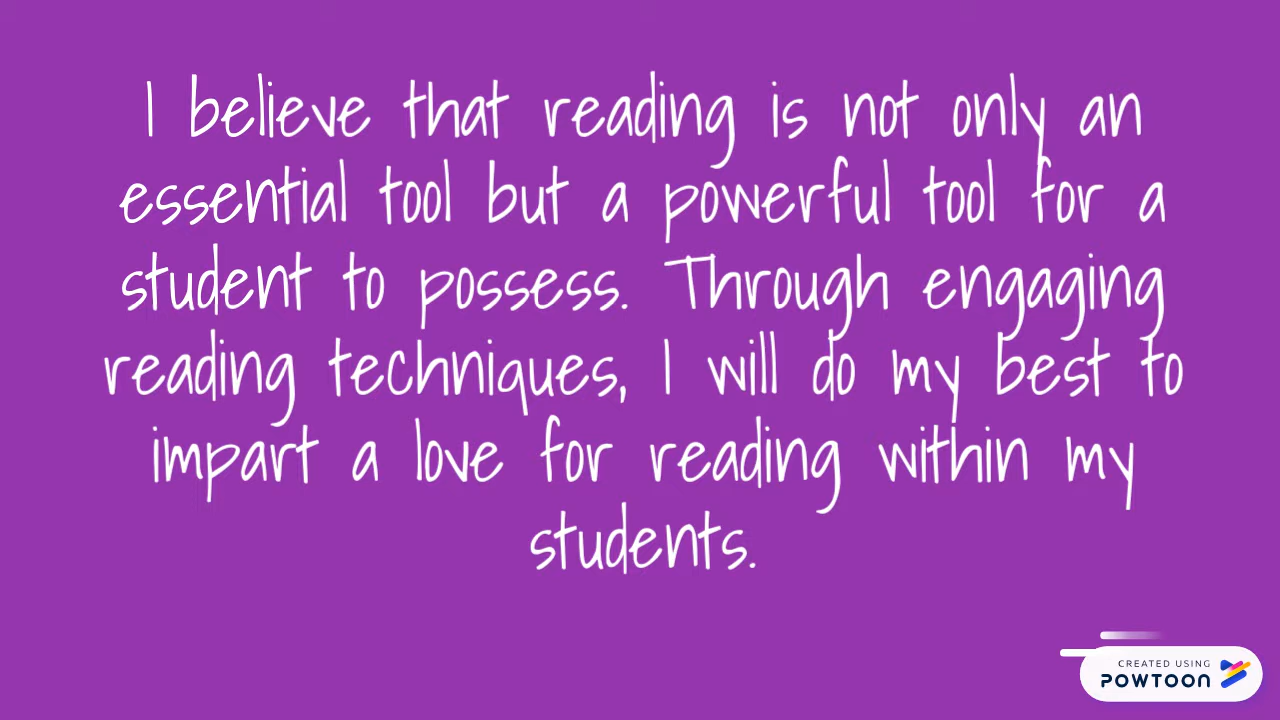 I believe that reading is not only an
essential tool but a powerful tool for a
student to possess. Through engaging
reading techniques, I will do my best to
impart a love for reading within my
students.
CREATED USING
POWTOON